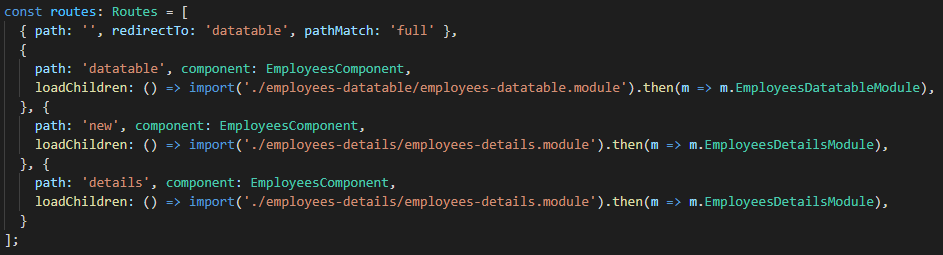 const routes: Routes = [
  { path: '', redirectTo: 'datatable', pathMatch: 'full' },
  {
    path: 'datatable', component: EmployeesComponent,
    loadChildren: () => import('./employees-datatable/employees-datatable.module').then(m => m.EmployeesDatatableModule),
  }, {
    path: 'new', component: EmployeesComponent,
    loadChildren: () => import('./employees-details/employees-details.module').then(m => m.EmployeesDetailsModule),
  }, {
    path: 'details', component: EmployeesComponent,
    loadChildren: () => import('./employees-details/employees-details.module').then(m => m.EmployeesDetailsModule),
  }
];